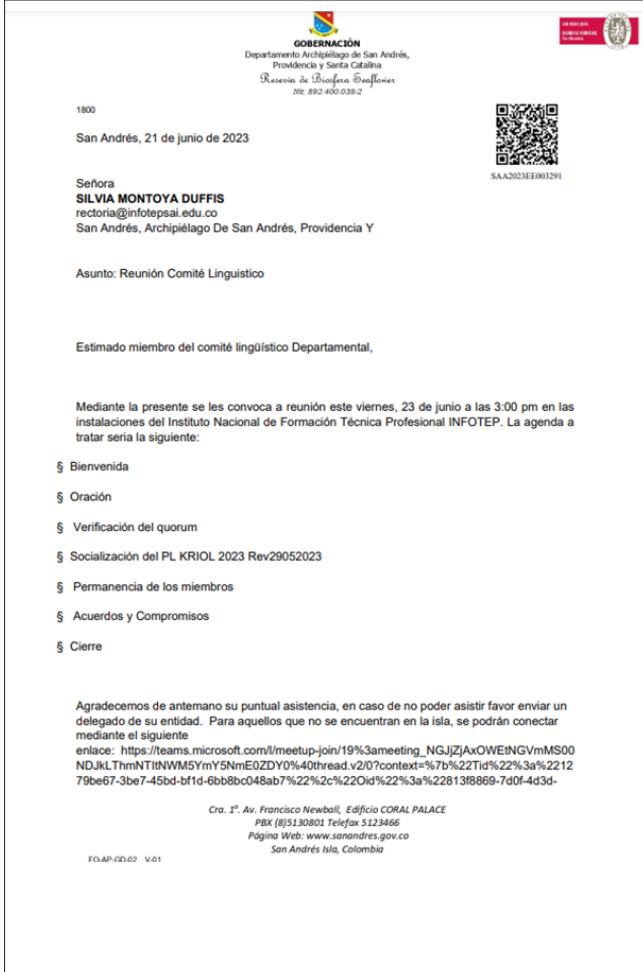 GOBERNACIÓN
Departamento Archipiélago de San Andrés,
Providencia y Santa Catalina
Reserva de Biosfera Seaflower
Nit: 892.400.038-2
1800
San Andrés, 21 de junio de 2023
SAA2023EE003291
Señora
SILVIA MONTOYA DUFFIS
rectoria@infotepsai.edu.co
San Andrés, Archipiélago De San Andrés, Providencia Y
Asunto: Reunión Comité Linguistico
Estimado miembro del comité lingüístico Departamental,
Mediante la presente se les convoca a reunión este viernes, 23 de junio a las 3:00 pm en las
instalaciones del Instituto Nacional de Formación Técnica Profesional INFOTEP. La agenda a
tratar seria la siguiente:
§ Bienvenida
§ Oración
§ Verificación del quorum
§ Socialización del PL KRIOL 2023 Rev29052023
§ Permanencia de los miembros
§ Acuerdos y Compromisos
§ Cierre
Agradecemos de antemano su puntual asistencia, en caso de no poder asistir favor enviar un
delegado de su entidad. Para aquellos que no se encuentran en la isla, se podrán conectar
mediante el siguiente
enlace: https://teams.microsoft.com/l/meetup-join/19%3ameeting_NGJjZjAxOWEtNGVmMS00
NDJkLThmNTItNWM5YmY5NmE0ZDY0%40thread.v2/0?context=%7b%22Tid%22%3a%2212
79be67-3be7-45bd-bf1d-6bb8bc048ab7%22%2c%22Oid%22%3a%22813f8869-7d0f-4d3d-
Cra. 1ª. Av. Francisco Newball, Edificio CORAL PALACE
PBX (8)5130801 Telefax 5123466
Página Web: www.sanandres.gov.co
San Andrés Isla, Colombia
FO-AP-GD-02 V-01